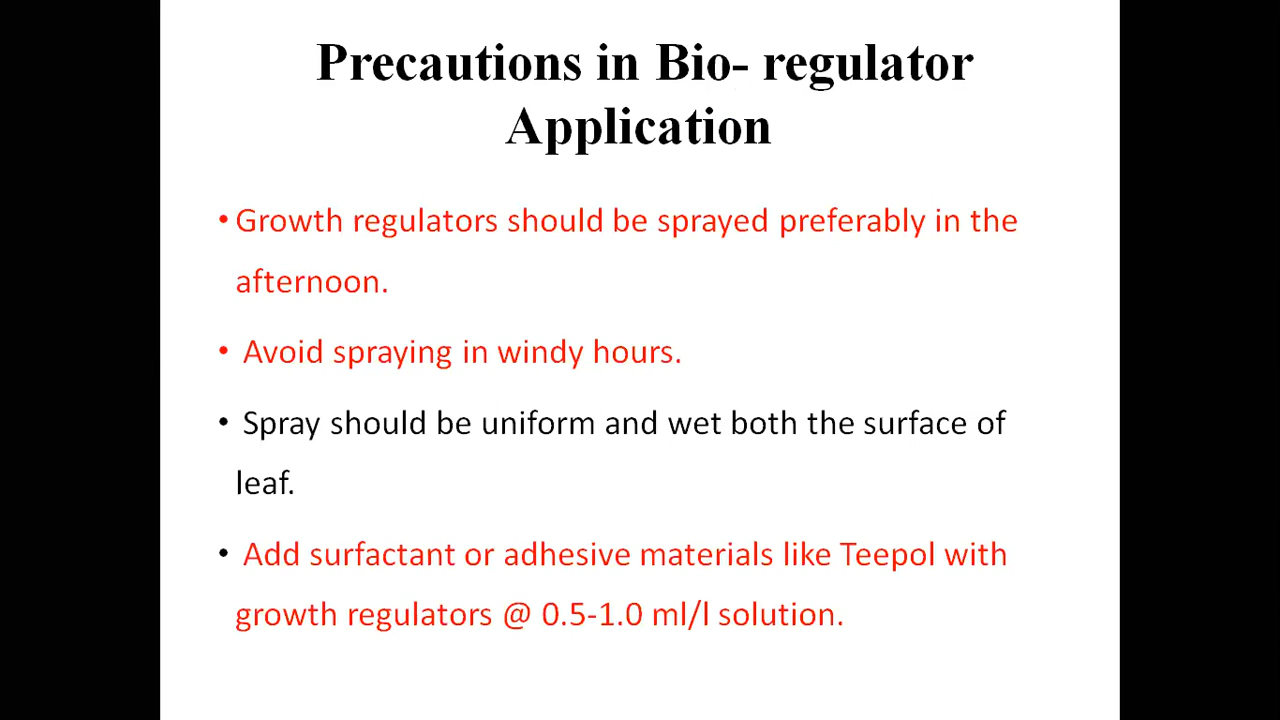 Precautions in Bio- regulator
Application
• Growth regulators should be sprayed preferably in the
afternoon.
• Avoid spraying in windy hours.
• Spray should be uniform and wet both the surface of
leaf.
• Add surfactant or adhesive materials like Teepol with
growth regulators @ 0.5-1.0 ml/l solution.